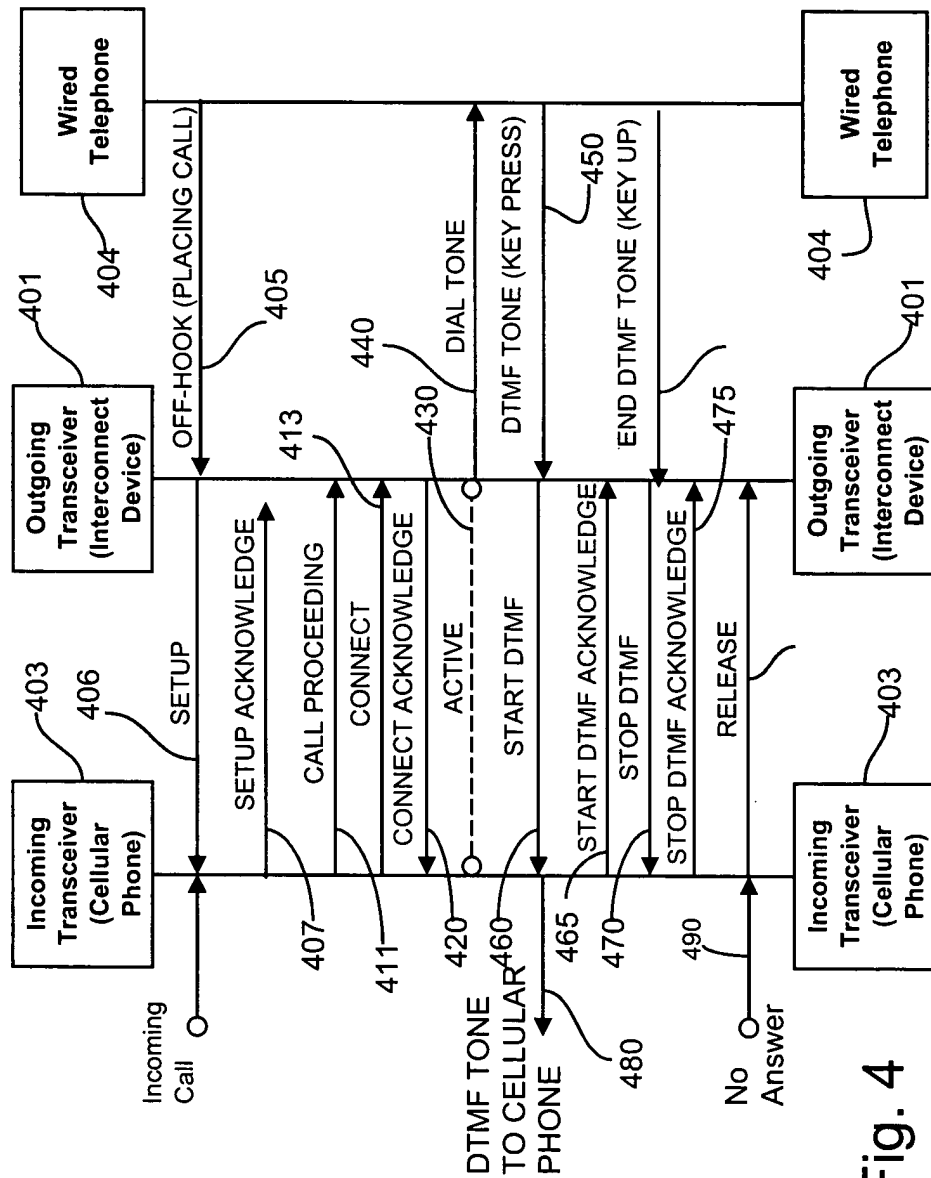 Incoming
Transceiver
(Cellular
Phone)
Outgoing
Transceiver
(Interconnect
Device)
Wired
Telephone
403
401
404
Incoming
Call
406
SETUP
OFF-HOOK (PLACING CALL)
405
SETUP ACKNOWLEDGE
407
CALL PROCEEDING
411
413
CONNECT
CONNECT ACKNOWLEDGE
420
ACTIVE
430
440
DIAL TONE
DTMF TONE (KEY PRESS)
450
START DTMF
460
DTMF TONE
TO CELLULAR
PHONE
480
START DTMF ACKNOWLEDGE
465
STOP DTMF
470
END DTMF TONE (KEY UP)
STOP DTMF ACKNOWLEDGE
475
RELEASE
490
No
Answer
Incoming
Transceiver
(Cellular
Phone)
Outgoing
Transceiver
(Interconnect
Device)
Wired
Telephone
403
401
404
Fig. 4